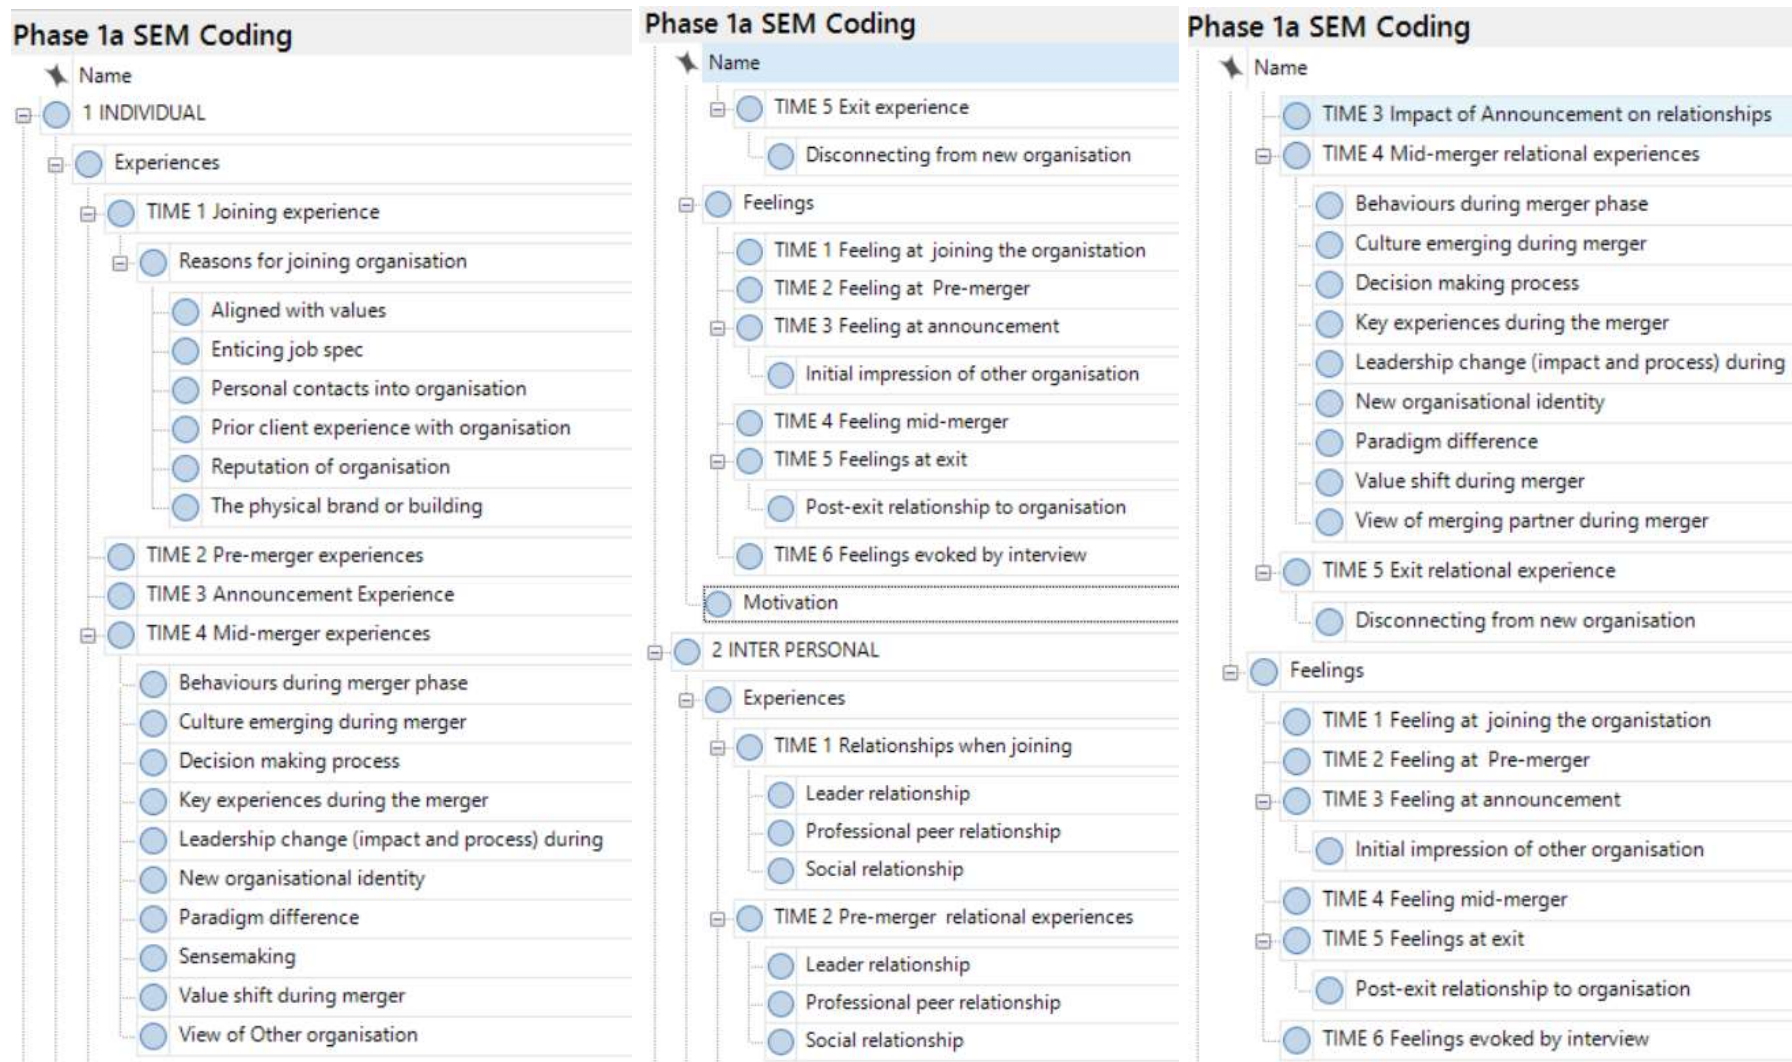 Phase 1a SEM Coding
Name
1 INDIVIDUAL
Experiences
TIME 1 Joining experience
Reasons for joining organisation
Aligned with values
Enticing job spec
Personal contacts into organisation
Prior client experience with organisation
Reputation of organisation
The physical brand or building
TIME 2 Pre-merger experiences
TIME 3 Announcement Experience
TIME 4 Mid-merger experiences
Behaviours during merger phase
Culture emerging during merger
Decision making process
Key experiences during the merger
Leadership change (impact and process) during
New organisational identity
Paradigm difference
Sensemaking
Value shift during merger
View of Other organisation
Phase 1a SEM Coding
Name
TIME 5 Exit experience
Disconnecting from new organisation
Feelings
TIME 1 Feeling at joining the organistation
TIME 2 Feeling at Pre-merger
TIME 3 Feeling at announcement
Initial impression of other organisation
TIME 4 Feeling mid-merger
TIME 5 Feelings at exit
Post-exit relationship to organisation
TIME 6 Feelings evoked by interview
Motivation
2 INTER PERSONAL
Experiences
TIME 1 Relationships when joining
Leader relationship
Professional peer relationship
Social relationship
TIME 2 Pre-merger relational experiences
Leader relationship
Professional peer relationship
Social relationship
Phase 1a SEM Coding
Name
TIME 3 Impact of Announcement on relationships
TIME 4 Mid-merger relational experiences
Behaviours during merger phase
Culture emerging during merger
Decision making process
Key experiences during the merger
Leadership change (impact and process) during
New organisational identity
Paradigm difference
Value shift during merger
View of merging partner during merger
TIME 5 Exit relational experience
Disconnecting from new organisation
Feelings
TIME 1 Feeling at joining the organistation
TIME 2 Feeling at Pre-merger
TIME 3 Feeling at announcement
Initial impression of other organisation
TIME 4 Feeling mid-merger
TIME 5 Feelings at exit
Post-exit relationship to organisation
TIME 6 Feelings evoked by interview